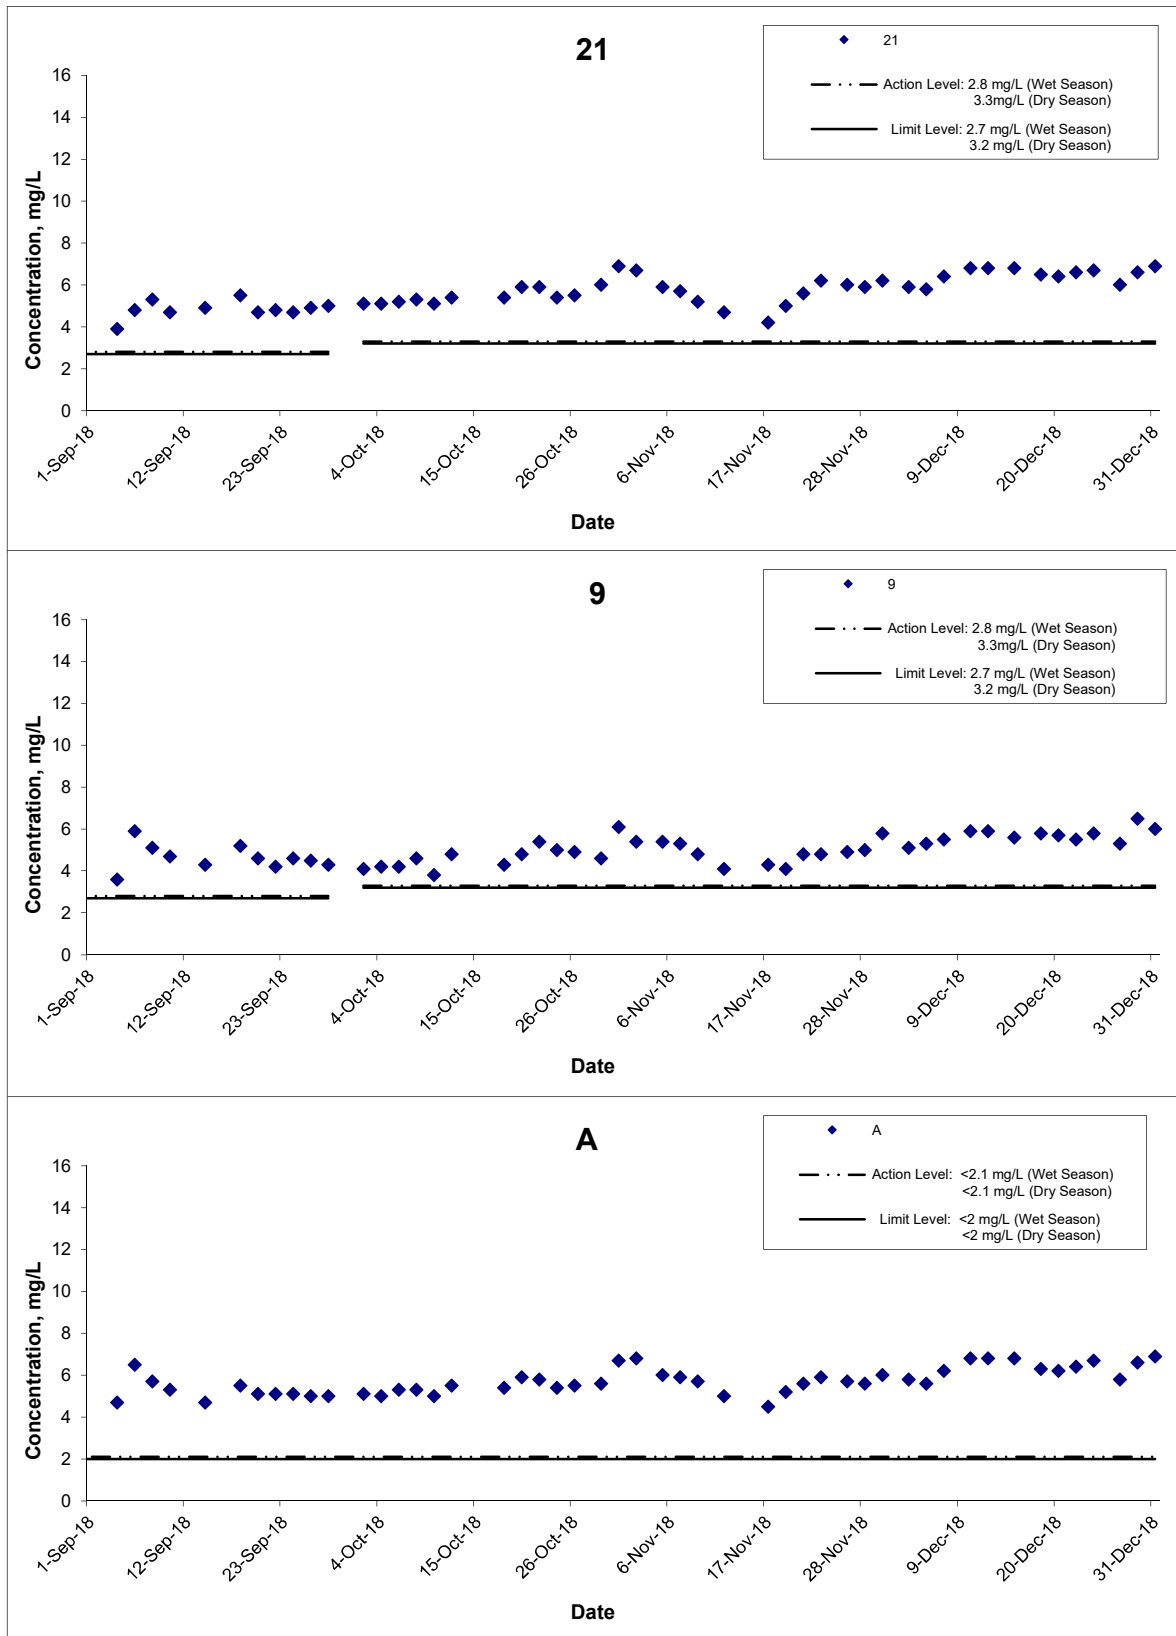 21
21
Action Level: 2.8 mg/L (Wet Season)
3.3mg/L (Dry Season)
Limit Level: 2.7 mg/L (Wet Season)
3.2 mg/L (Dry Season)
Concentration, mg/L
16
14
12
10
8
6
4
2
0
1-Sep-18
12-Sep-18
23-Sep-18
4-Oct-18
15-Oct-18
26-Oct-18
6-Nov-18
17-Nov-18
28-Nov-18
9-Dec-18
20-Dec-18
31-Dec-18
Date
9
9
Action Level: 2.8 mg/L (Wet Season)
3.3mg/L (Dry Season)
Limit Level: 2.7 mg/L (Wet Season)
3.2 mg/L (Dry Season)
Concentration, mg/L
16
14
12
10
8
6
4
2
0
1-Sep-18
12-Sep-18
23-Sep-18
4-Oct-18
15-Oct-18
26-Oct-18
6-Nov-18
17-Nov-18
28-Nov-18
9-Dec-18
20-Dec-18
31-Dec-18
Date
A
A
Action Level: <2.1 mg/L (Wet Season)
<2.1 mg/L (Dry Season)
Limit Level: <2 mg/L (Wet Season)
<2 mg/L (Dry Season)
Concentration, mg/L
16
14
12
10
8
6
4
2
0
1-Sep-18
12-Sep-18
23-Sep-18
4-Oct-18
15-Oct-18
26-Oct-18
6-Nov-18
17-Nov-18
28-Nov-18
9-Dec-18
20-Dec-18
31-Dec-18
Date